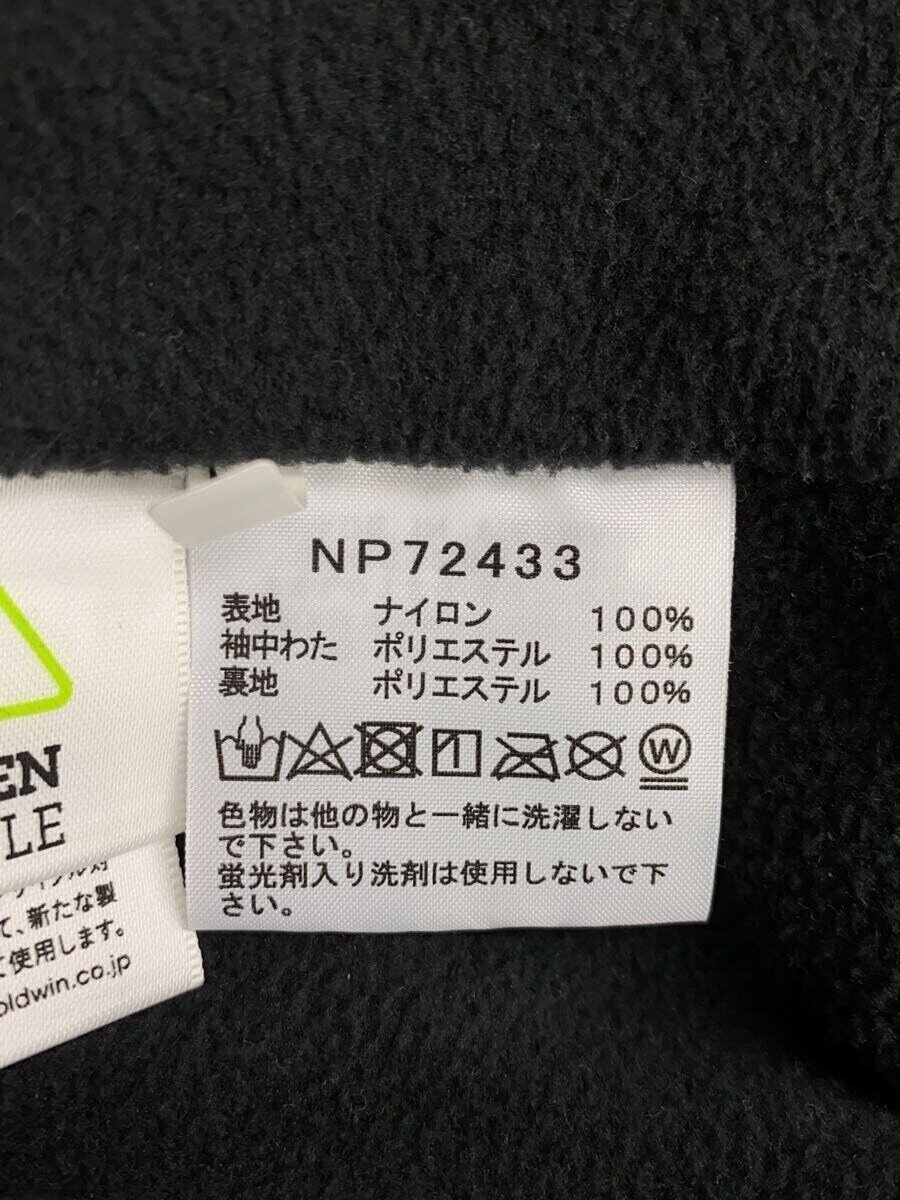 NP72433
表地 ナイロン 100%
袖中わた ポリエステル 100%
裏地 ポリエステル 100%
W
色物は他の物と一緒に洗濯しない
で下さい。
蛍光剤入り洗剤は使用しないで下
さい。
EN
LE
て、新たな製
て使用します。
oldwin.co.jp